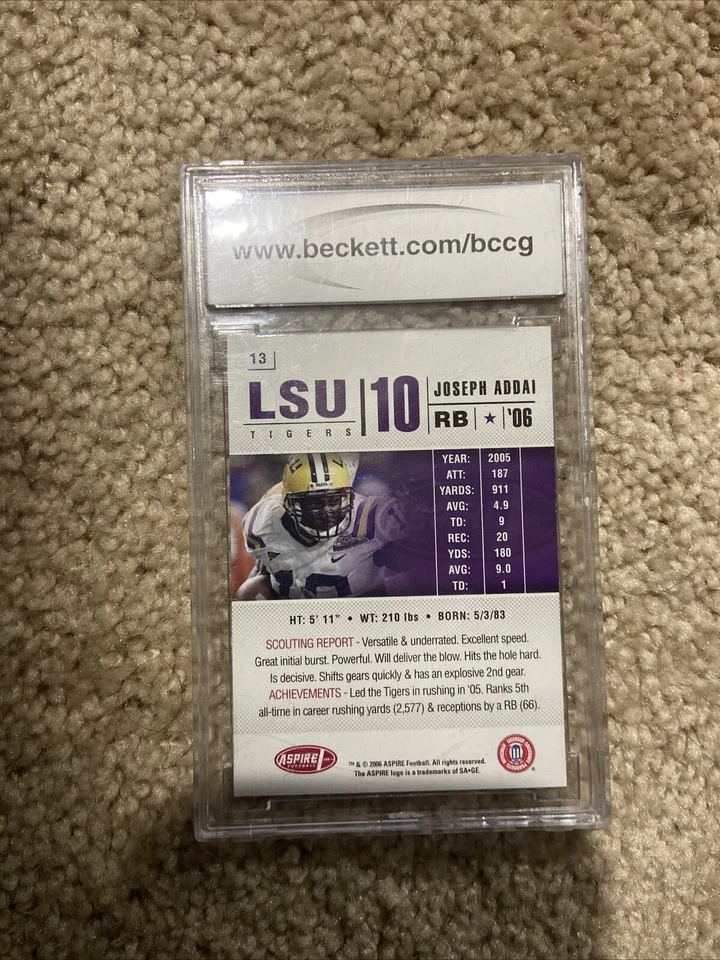 www.beckett.com/bccg
13
LSU 10 JOSEPH ADDAI
TIGERS RB ★ '06
YEAR: 2005
ATT: 187
YARDS: 911
AVG: 4.9
TD: 9
REC: 20
YDS: 180
AVG: 9.0
TD: 1
HT: 5' 11" • WT: 210 lbs • BORN: 5/3/83
SCOUTING REPORT - Versatile & underrated. Excellent speed.
Great initial burst. Powerful. Will deliver the blow. Hits the hole hard.
Is decisive. Shifts gears quickly & has an explosive 2nd gear.
ACHIEVEMENTS - Led the Tigers in rushing in '05. Ranks 5th
all-time in career rushing yards (2,577) & receptions by a RB (66).
ASPIRE
FOOTBALL
™ & © 2006 ASPIRE Football. All rights reserved.
The ASPIRE logo is a trademarks of SA•GE.